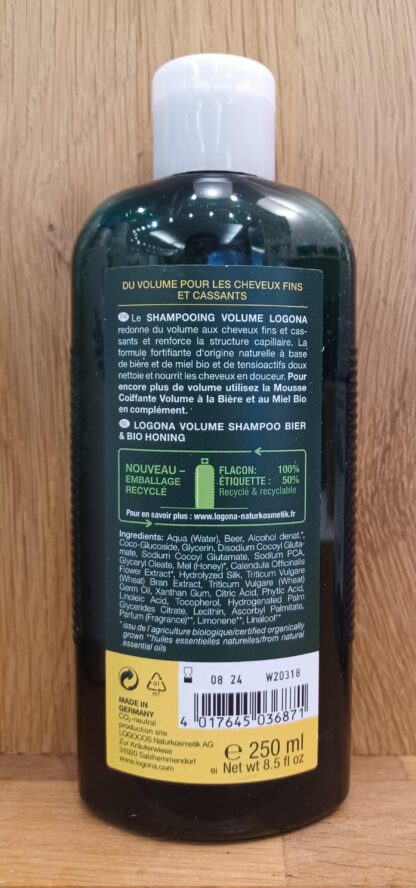 DU VOLUME POUR LES CHEVEUX FINS
ET CASSANTS
Le SHAMPOOING VOLUME LOGONA
redonne du volume aux cheveux fins et cas-
sants et renforce la structure capillaire. La
formule fortifiante d'origine naturelle à base
de bière et de miel bio et de tensioactifs doux
nettoie et nourrit les cheveux en douceur. Pour
encore plus de volume utilisez la Mousse
Coiffante Volume à la Bière et au Miel Bio
en complément.
LOGONA VOLUME SHAMPOO BIER
& BIO HONING
NOUVEAU –
EMBALLAGE
RECYCLÉ
FLACON: 100%
ÉTIQUETTE : 50%
Recyclé & recyclable
Pour en savoir plus : www.logona-naturkosmetik.fr
Ingredients: Aqua (Water), Beer, Alcohol denat.*,
Coco-Glucoside, Glycerin, Disodium Cocoyl Gluta-
mate, Sodium Cocoyl Glutamate, Sodium PCA,
Glyceryl Oleate, Mel (Honey)*, Calendula Officinalis
Flower Extract*, Hydrolyzed Silk, Triticum Vulgare
(Wheat) Bran Extract, Triticum Vulgare (Wheat)
Germ Oil, Xanthan Gum, Citric Acid, Phytic Acid,
Linoleic Acid, Tocopherol, Hydrogenated Palm
Glycerides Citrate, Lecithin, Ascorbyl Palmitate,
Parfum (Fragrance)**, Limonene**, Linalool**
*issu de l'agriculture biologique/certified organically
grown **huiles essentielles naturelles/from natural
essential oils
08 24 W20318
4 017645 036871
MADE IN
GERMANY
CO₂-neutral
production site
LOGOCOS Naturkosmetik AG
Zur Kräuterwiese
31020 Salzhemmendorf
www.logona.com
6i
e 250 ml
Net wt 8.5 fl oz